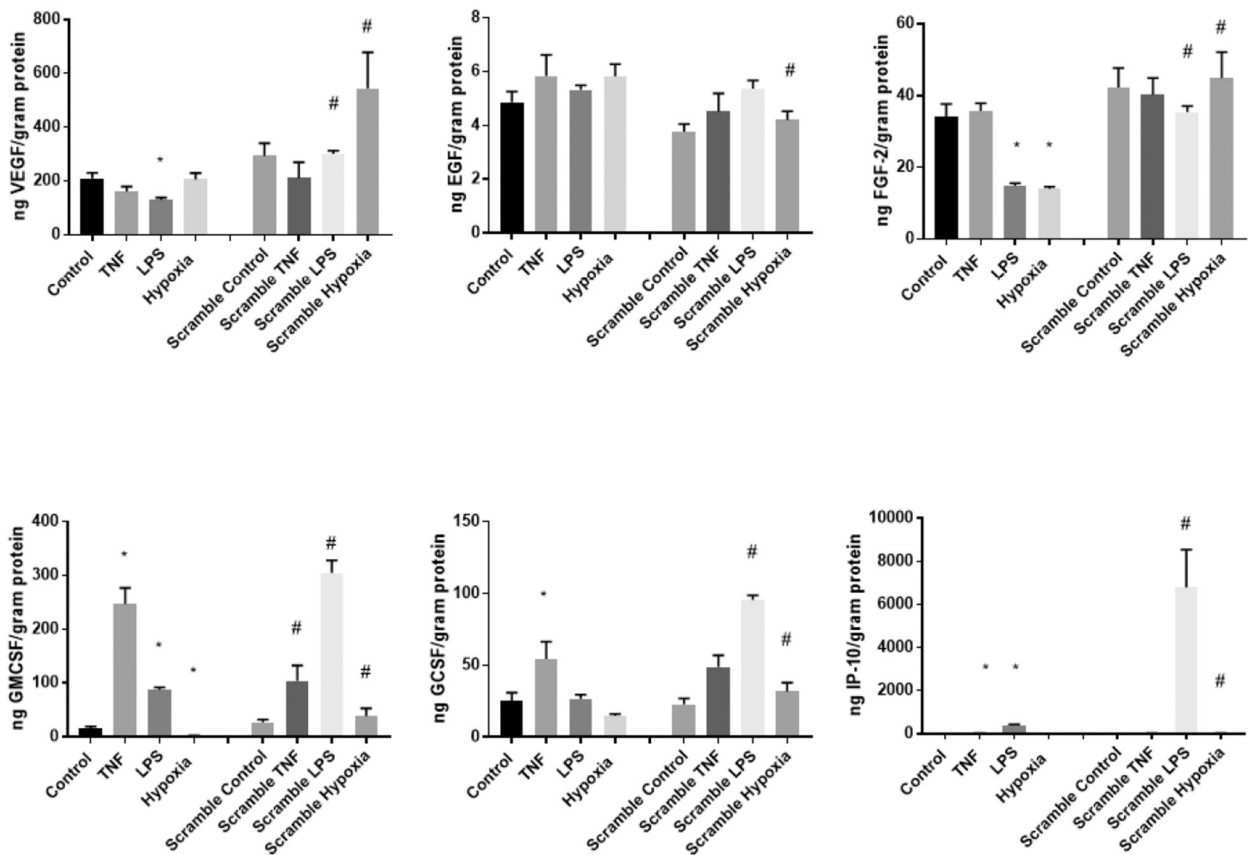 ng VEGF/gram protein
800
600
400
200
0
*
#
#
Control
TNF
LPS
Hypoxia
Scramble Control
Scramble TNF
Scramble LPS
Scramble Hypoxia
ng EGF/gram protein
8
6
4
2
0
#
Control
TNF
LPS
Hypoxia
Scramble Control
Scramble TNF
Scramble LPS
Scramble Hypoxia
ng FGF-2/gram protein
60
40
20
0
*
*
#
#
Control
TNF
LPS
Hypoxia
Scramble Control
Scramble TNF
Scramble LPS
Scramble Hypoxia
ng GMCSF/gram protein
400
300
200
100
0
*
*
*
#
#
#
Control
TNF
LPS
Hypoxia
Scramble Control
Scramble TNF
Scramble LPS
Scramble Hypoxia
ng GCSF/gram protein
150
100
50
0
*
#
#
Control
TNF
LPS
Hypoxia
Scramble Control
Scramble TNF
Scramble LPS
Scramble Hypoxia
ng IP-10/gram protein
10000
8000
6000
4000
2000
0
*
*
#
#
Control
TNF
LPS
Hypoxia
Scramble Control
Scramble TNF
Scramble LPS
Scramble Hypoxia